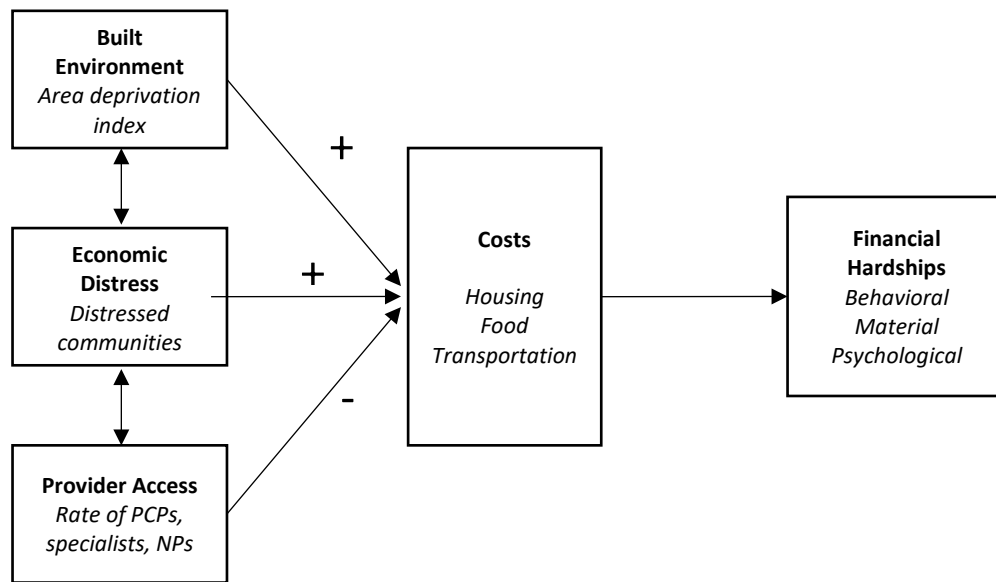 Built
Environment
Area deprivation
index
+
Economic
Distress
Distressed
communities
+
Provider Access
Rate of PCPs,
specialists, NPs
-
Costs
Housing
Food
Transportation
Financial
Hardships
Behavioral
Material
Psychological